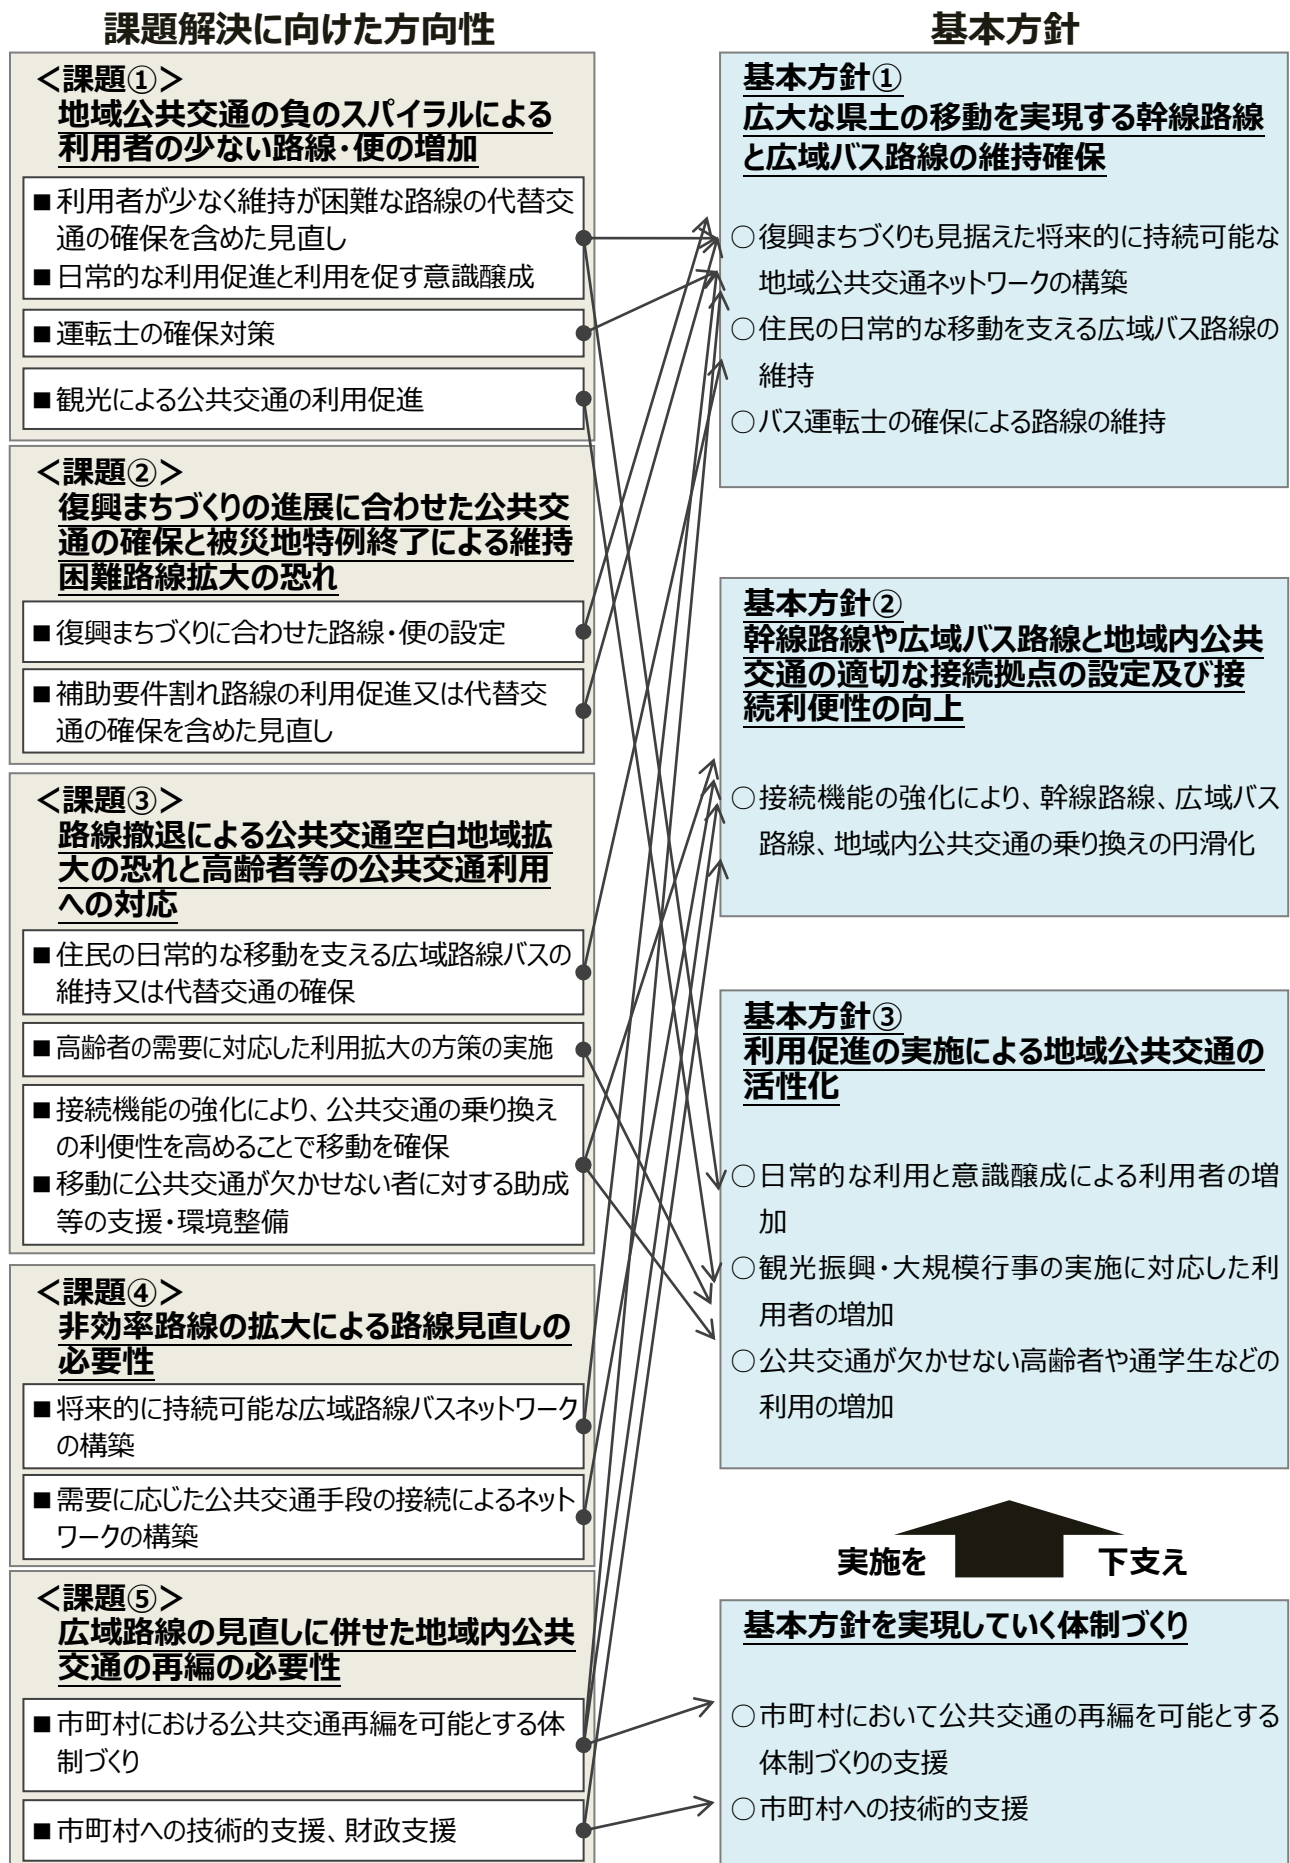 課題解決に向けた方向性
＜課題①＞
地域公共交通の負のスパイラルによる
利用者の少ない路線・便の増加
■利用者が少なく維持が困難な路線の代替交
通の確保を含めた見直し
■日常的な利用促進と利用を促す意識醸成
■運転士の確保対策
■観光による公共交通の利用促進
＜課題②＞
復興まちづくりの進展に合わせた公共交
通の確保と被災地特例終了による維持
困難路線拡大の恐れ
■復興まちづくりに合わせた路線・便の設定
■補助要件割れ路線の利用促進又は代替交
通の確保を含めた見直し
＜課題③＞
路線撤退による公共交通空白地域拡
大の恐れと高齢者等の公共交通利用
への対応
■住民の日常的な移動を支える広域路線バスの
維持又は代替交通の確保
■高齢者の需要に対応した利用拡大の方策の実施
■接続機能の強化により、公共交通の乗り換え
の利便性を高めることで移動を確保
■移動に公共交通が欠かせない者に対する助成
等の支援・環境整備
＜課題④＞
非効率路線の拡大による路線見直しの
必要性
■将来的に持続可能な広域路線バスネットワーク
の構築
■需要に応じた公共交通手段の接続によるネット
ワークの構築
＜課題⑤＞
広域路線の見直しに併せた地域内公共
交通の再編の必要性
■市町村における公共交通再編を可能とする体
制づくり
■市町村への技術的支援、財政支援
基本方針
基本方針①
広大な県土の移動を実現する幹線路線
と広域バス路線の維持確保
○復興まちづくりも見据えた将来的に持続可能な
地域公共交通ネットワークの構築
○住民の日常的な移動を支える広域バス路線の
維持
○バス運転士の確保による路線の維持
基本方針②
幹線路線や広域バス路線と地域内公共
交通の適切な接続拠点の設定及び接
続利便性の向上
○接続機能の強化により、幹線路線、広域バス
路線、地域内公共交通の乗り換えの円滑化
基本方針③
利用促進の実施による地域公共交通の
活性化
○日常的な利用と意識醸成による利用者の増
加
○観光振興・大規模行事の実施に対応した利
用者の増加
○公共交通が欠かせない高齢者や通学生などの
利用の増加
実施を 下支え
基本方針を実現していく体制づくり
○市町村において公共交通の再編を可能とする
体制づくりの支援
○市町村への技術的支援